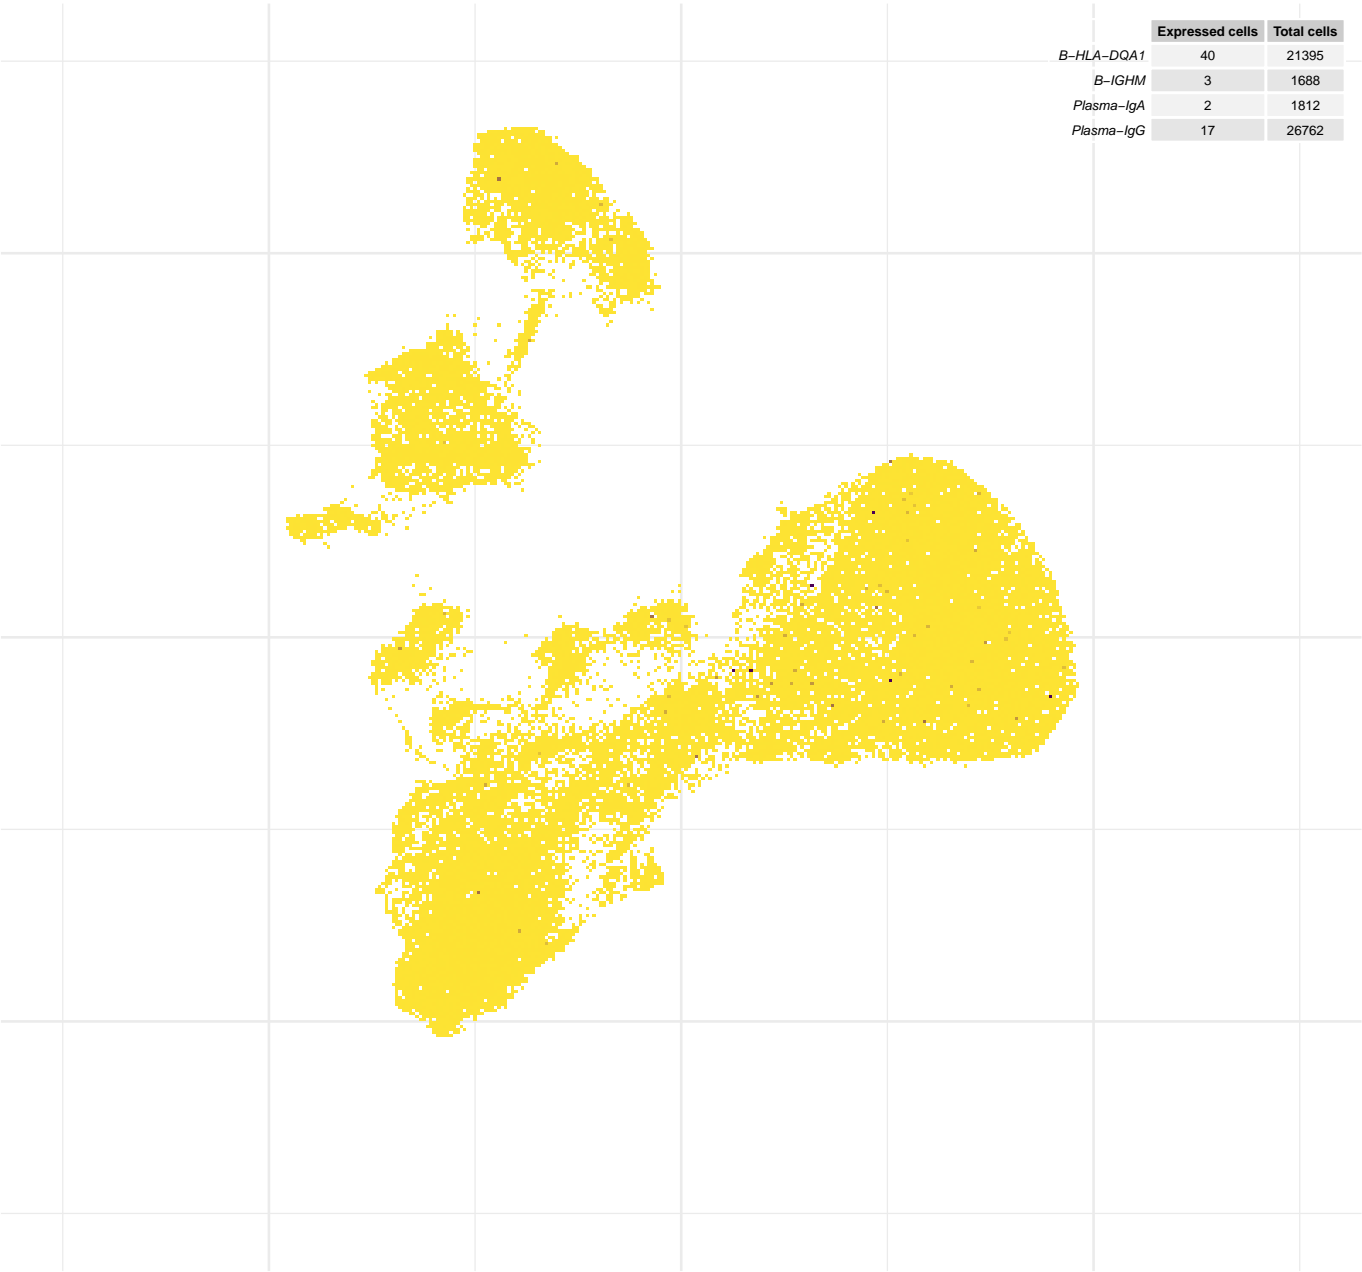 Expressed cells Total cells
B−HLA−DQA1 40 21395
B−IGHM 3 1688
Plasma−IgA 2 1812
Plasma−IgG 17 26762